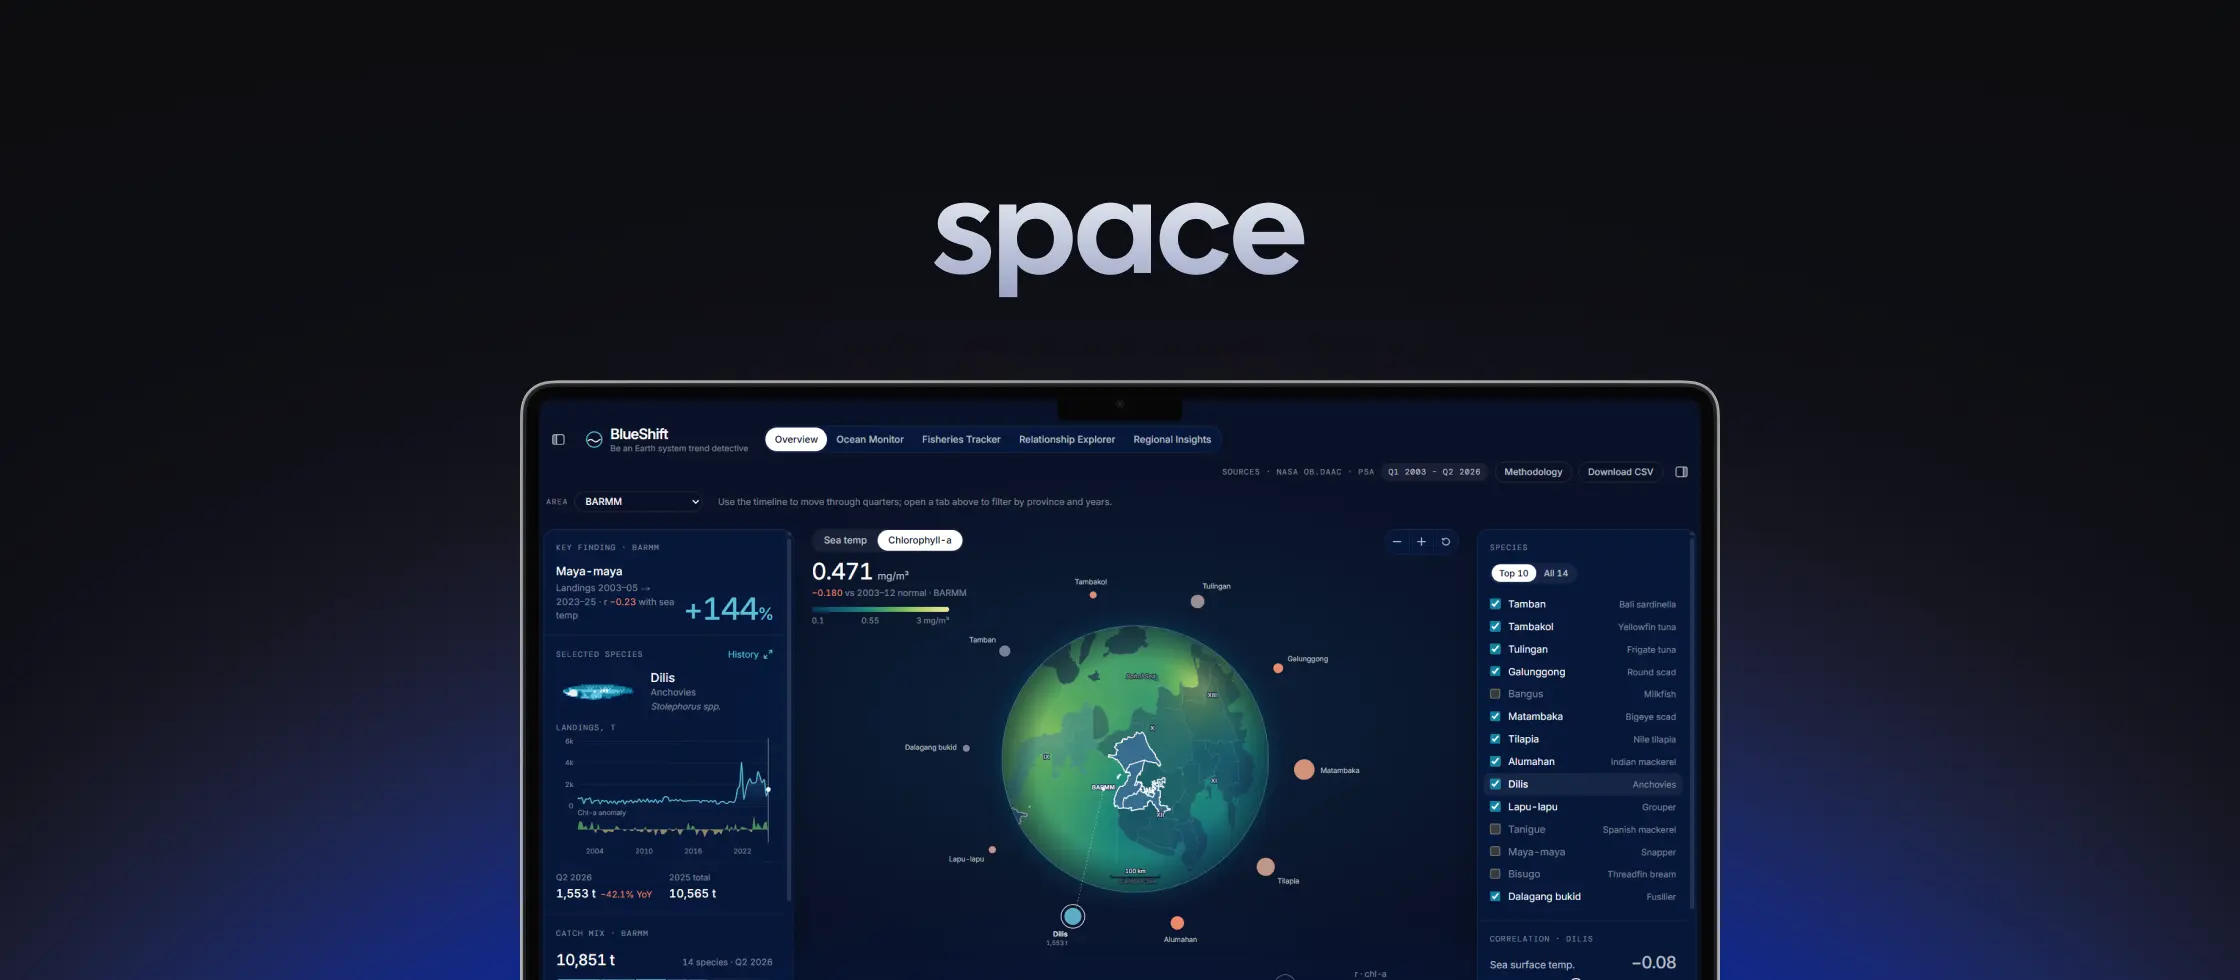 space
BlueShift
Be an Earth system trend detective
Overview
Ocean Monitor
Fisheries Tracker
Relationship Explorer
Regional Insights
SOURCES · NASA OB.DAAC · PSA
Q1 2003 – Q2 2026
Methodology
Download CSV
AREA
BARMM
Use the timeline to move through quarters; open a tab above to filter by province and years.
KEY FINDING · BARMM
Maya-maya
Landings 2003–05 →
2023–25 · r −0.23 with sea
temp
+144%
SELECTED SPECIES
History
Dilis
Anchovies
Stolephorus spp.
LANDINGS, T
6k
4k
2k
0
Chl-a anomaly
2004
2010
2016
2022
Q2 2026
1,553 t −42.1% YoY
2025 total
10,565 t
CATCH MIX · BARMM
10,851 t
14 species · Q2 2026
Sea temp
Chlorophyll-a
0.471 mg/m³
−0.180 vs 2003–12 normal · BARMM
0.1
0.55
3 mg/m³
Tambakol
Tulingan
Tamban
Galunggong
Dalagang bukid
Matambaka
Lapu-lapu
Tilapia
Dilis
1,553 t
Alumahan
XIII
X
IX
XI
BARMM
XII
100 km
r · chl-a
SPECIES
Top 10
All 14
Tamban Bali sardinella
Tambakol Yellowfin tuna
Tulingan Frigate tuna
Galunggong Round scad
Bangus Milkfish
Matambaka Bigeye scad
Tilapia Nile tilapia
Alumahan Indian mackerel
Dilis Anchovies
Lapu-lapu Grouper
Tanigue Spanish mackerel
Maya-maya Snapper
Bisugo Threadfin bream
Dalagang bukid Fusilier
CORRELATION · DILIS
Sea surface temp. −0.08